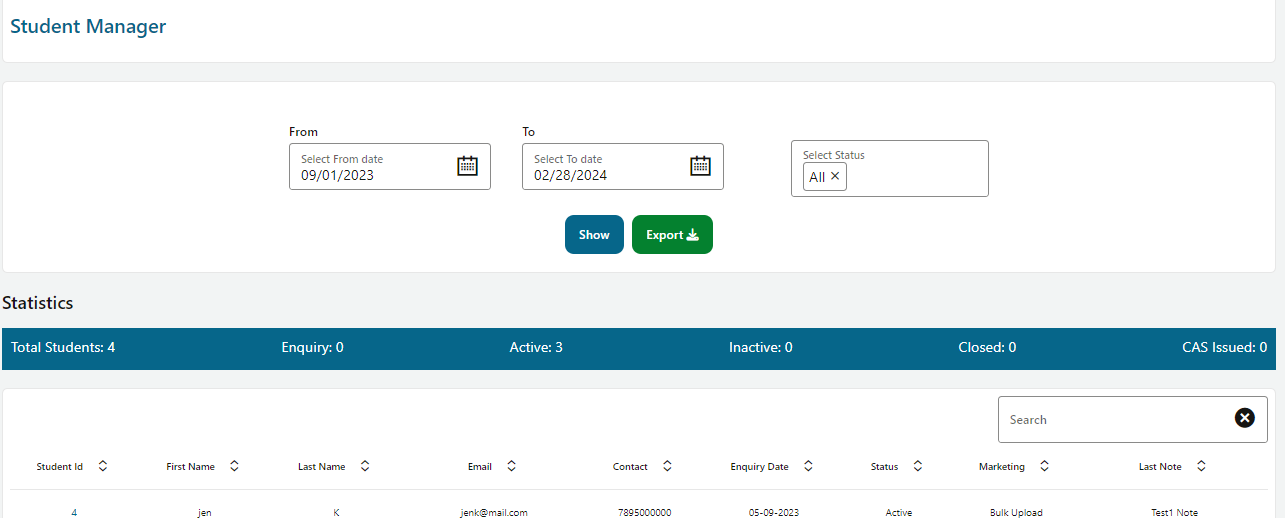 Student Manager
From
To
Select From date
09/01/2023
Select To date
02/28/2024
Select Status
All ×
Show
Export
Statistics
Total Students: 4 Enquiry: 0 Active: 3 Inactive: 0 Closed: 0 CAS Issued: 0
Search
Student Id First Name Last Name Email Contact Enquiry Date Status Marketing Last Note
4 jen K jenk@mail.com 7895000000 05-09-2023 Active Bulk Upload Test1 Note